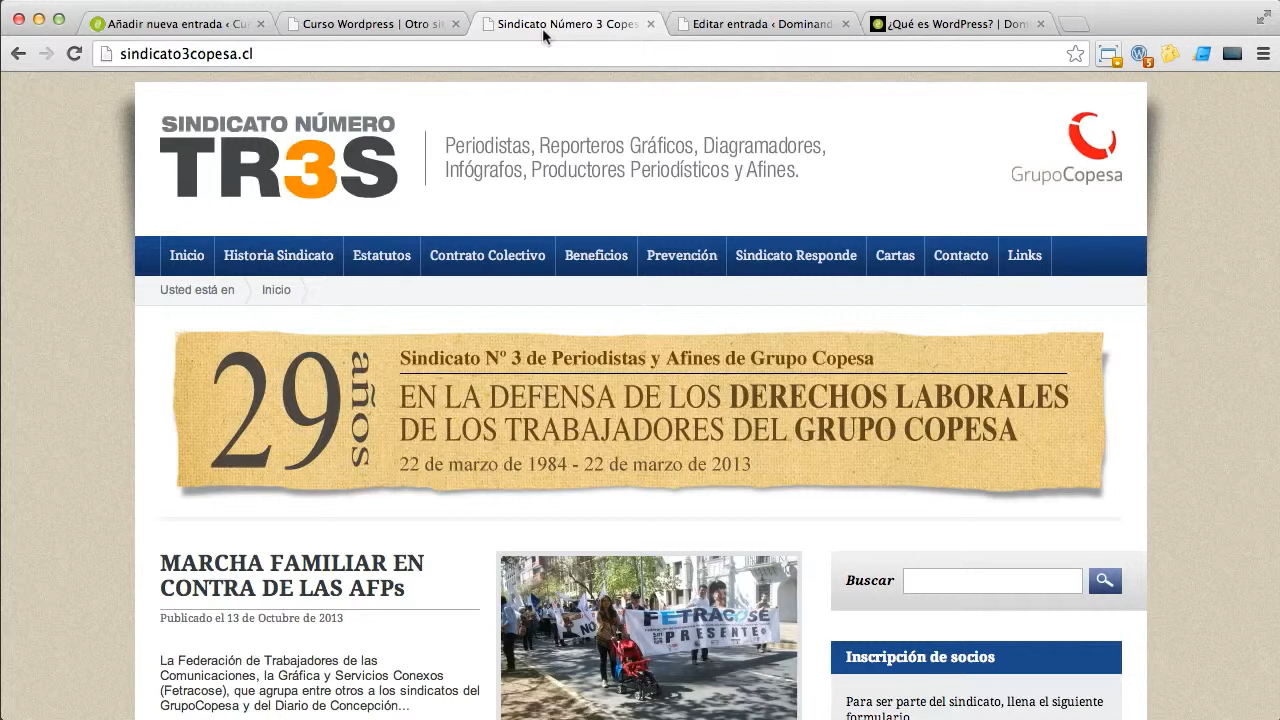 Añadir nueva entrada ‹ Cu
Curso Wordpress | Otro sit
Sindicato Número 3 Copes
Editar entrada ‹ Dominand
¿Qué es WordPress? | Domi
sindicato3copesa.cl
5
SINDICATO NÚMERO
TR3S
Periodistas, Reporteros Gráficos, Diagramadores,
Infógrafos, Productores Periodísticos y Afines.
GrupoCopesa
Inicio
Historia Sindicato
Estatutos
Contrato Colectivo
Beneficios
Prevención
Sindicato Responde
Cartas
Contacto
Links
Usted está en
Inicio
29 años
Sindicato Nº 3 de Periodistas y Afines de Grupo Copesa
EN LA DEFENSA DE LOS DERECHOS LABORALES
DE LOS TRABAJADORES DEL GRUPO COPESA
22 de marzo de 1984 - 22 de marzo de 2013
MARCHA FAMILIAR EN
CONTRA DE LAS AFPs
Publicado el 13 de Octubre de 2013
La Federación de Trabajadores de las
Comunicaciones, la Gráfica y Servicios Conexos
(Fetracose), que agrupa entre otros a los sindicatos del
GrupoCopesa y del Diario de Concepción...
NO
FETRACOSE
PRESENTE
Buscar
Inscripción de socios
Para ser parte del sindicato, llena el siguiente
formulario